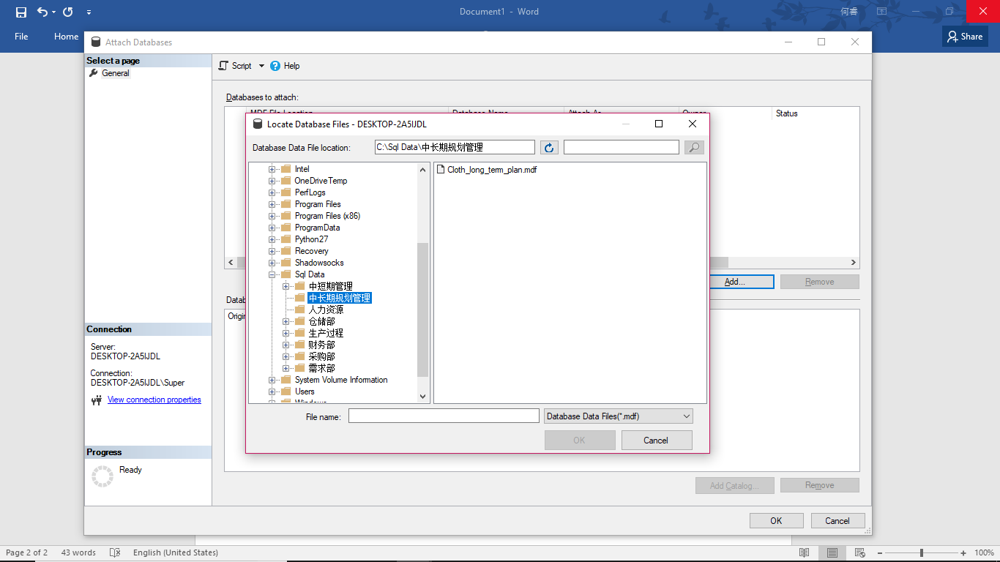 Document1 - Word
何睿
File
Home
Share
Attach Databases
Select a page
General
Script
Help
Databases to attach:
MDF File Location
Database Name
Attach As
Owner
Status
Locate Database Files - DESKTOP-2A5IJDL
Database Data File location:
C:\Sql Data\中长期规划管理
Intel
OneDriveTemp
PerfLogs
Program Files
Program Files (x86)
ProgramData
Python27
Recovery
Shadowsocks
Sql Data
中短期管理
中长期规划管理
人力资源
仓储部
生产过程
财务部
采购部
需求部
System Volume Information
Users
Windows
Cloth_long_term_plan.mdf
File name:
Database Data Files(*.mdf)
OK
Cancel
Add...
Remove
Datab
Origin
Connection
Server:
DESKTOP-2A5IJDL
Connection:
DESKTOP-2A5IJDL\Super
View connection properties
Progress
Ready
Add Catalog...
Remove
OK
Cancel
Page 2 of 2
43 words
English (United States)
100%